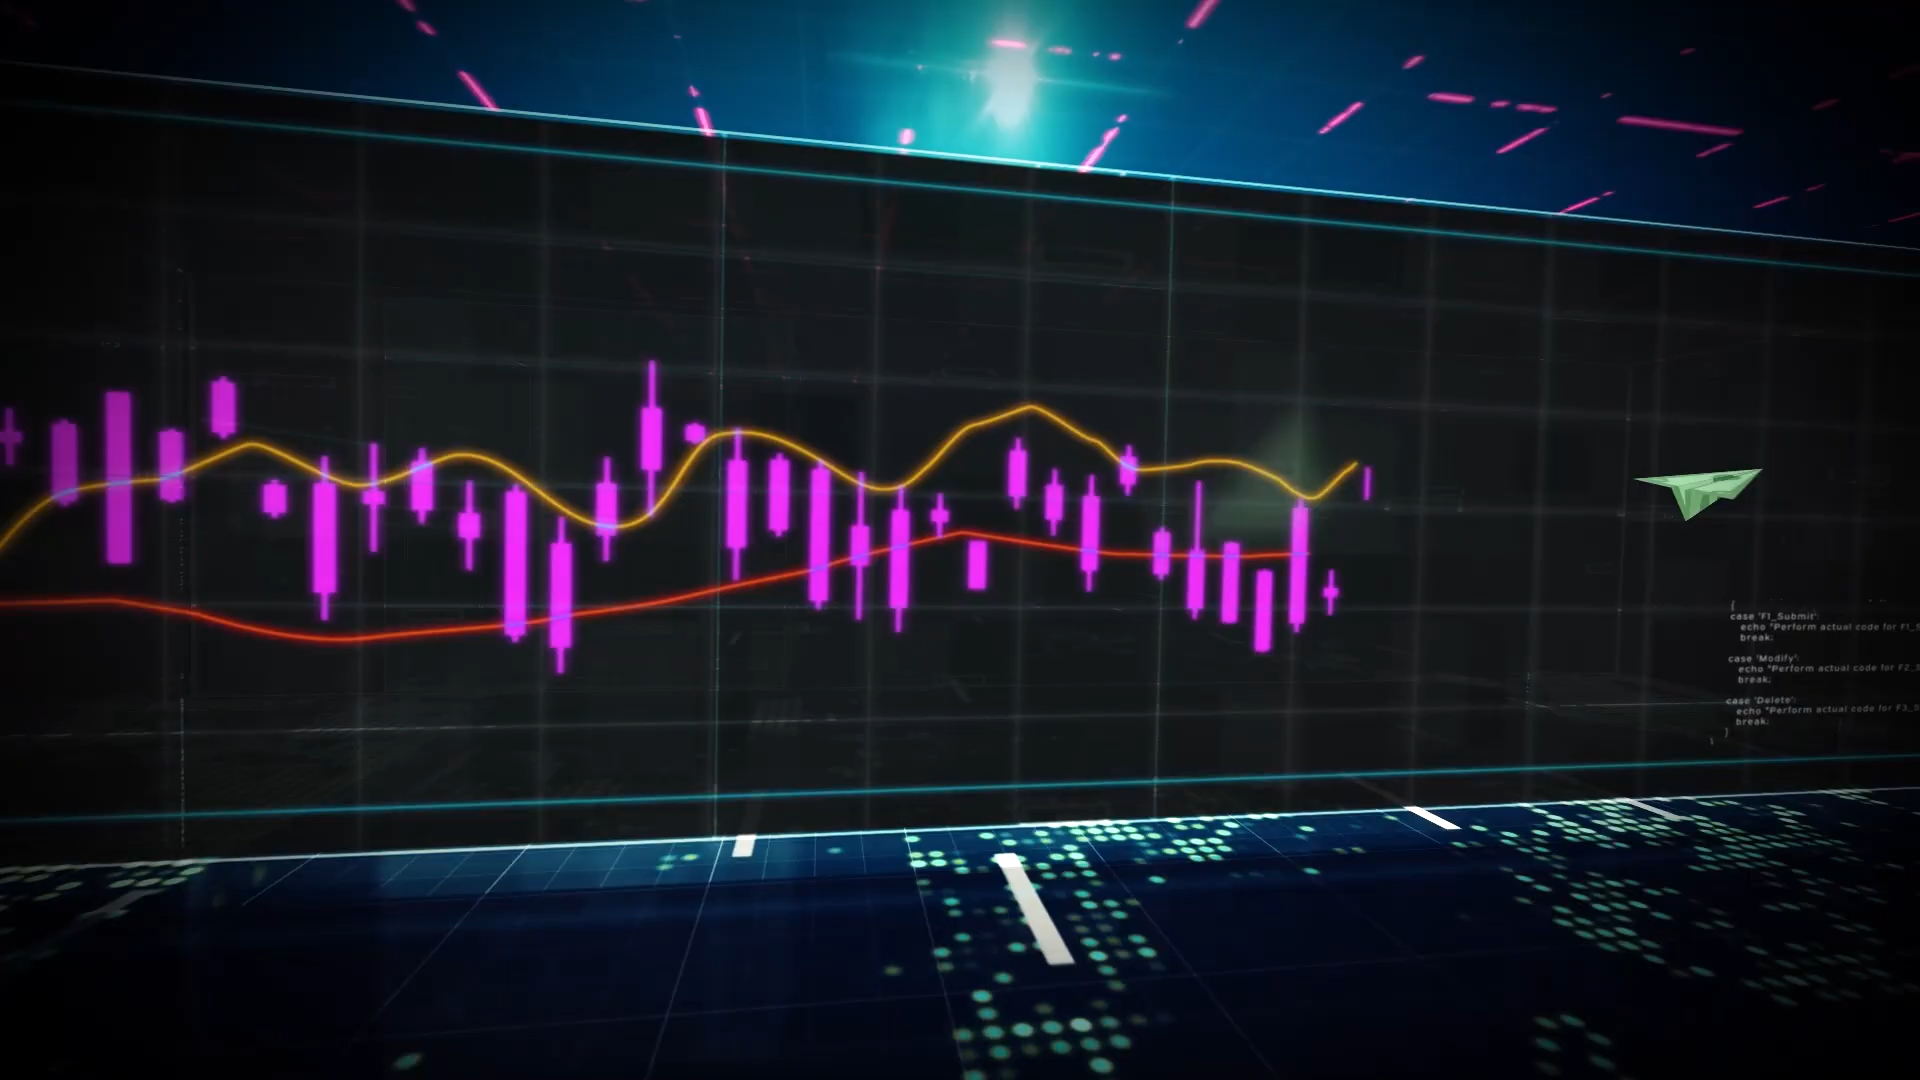 {
case 'F1_Submit':
echo "Perform actual code for F1_S
break;
case 'Modify':
echo "Perform actual code for F2_S
break;
case 'Delete':
echo "Perform actual code for F3_S
break;
}
}